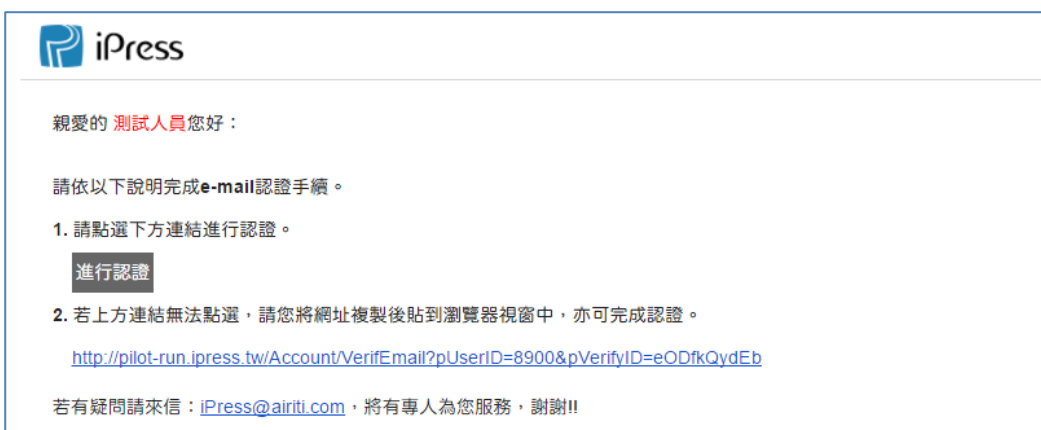 iPress
親愛的 測試人員您好：
請依以下說明完成e-mail認證手續。
1. 請點選下方連結進行認證。
進行認證
2. 若上方連結無法點選，請您將網址複製後貼到瀏覽器視窗中，亦可完成認證。
http://pilot-run.ipress.tw/Account/VerifEmail?pUserID=8900&pVerifyID=eODfkQydEb
若有疑問請來信：iPress@airiti.com，將有專人為您服務，謝謝!!